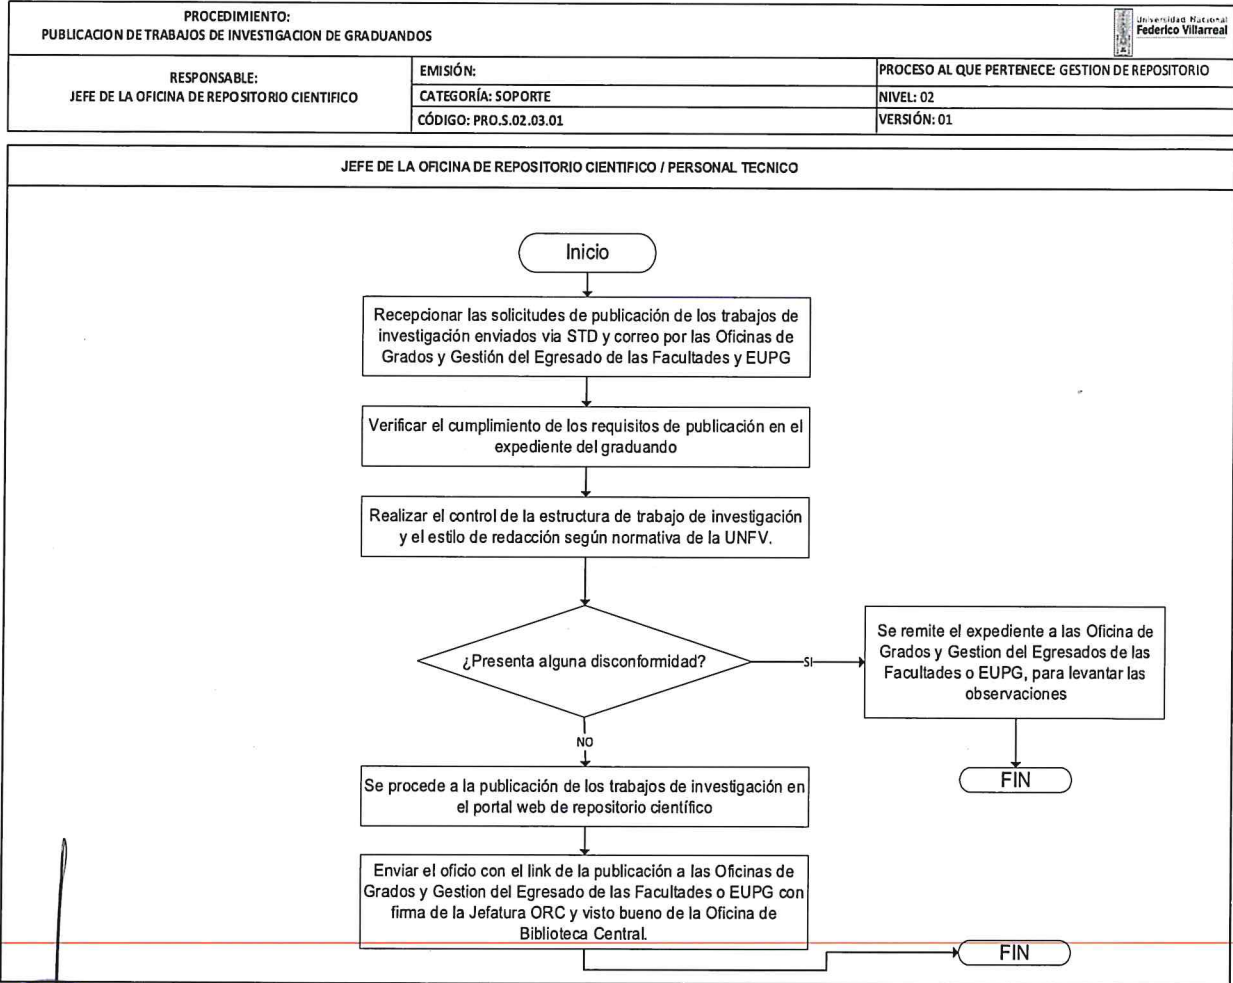 PROCEDIMIENTO:
PUBLICACION DE TRABAJOS DE INVESTIGACION DE GRADUANDOS
Universidad Nacional
Federico Villarreal
RESPONSABLE:
JEFE DE LA OFICINA DE REPOSITORIO CIENTIFICO
EMISIÓN:
PROCESO AL QUE PERTENECE: GESTION DE REPOSITORIO
CATEGORÍA: SOPORTE
NIVEL: 02
CÓDIGO: PRO.S.02.03.01
VERSIÓN: 01
JEFE DE LA OFICINA DE REPOSITORIO CIENTIFICO / PERSONAL TECNICO
Inicio
Recepcionar las solicitudes de publicación de los trabajos de
investigación enviados via STD y correo por las Oficinas de
Grados y Gestión del Egresado de las Facultades y EUPG
Verificar el cumplimiento de los requisitos de publicación en el
expediente del graduando
Realizar el control de la estructura de trabajo de investigación
y el estilo de redacción según normativa de la UNFV.
¿Presenta alguna disconformidad?
SI
Se remite el expediente a las Oficina de
Grados y Gestion del Egresados de las
Facultades o EUPG, para levantar las
observaciones
FIN
NO
Se procede a la publicación de los trabajos de investigación en
el portal web de repositorio científico
Enviar el oficio con el link de la publicación a las Oficinas de
Grados y Gestion del Egresado de las Facultades o EUPG con
firma de la Jefatura ORC y visto bueno de la Oficina de
Biblioteca Central.
FIN